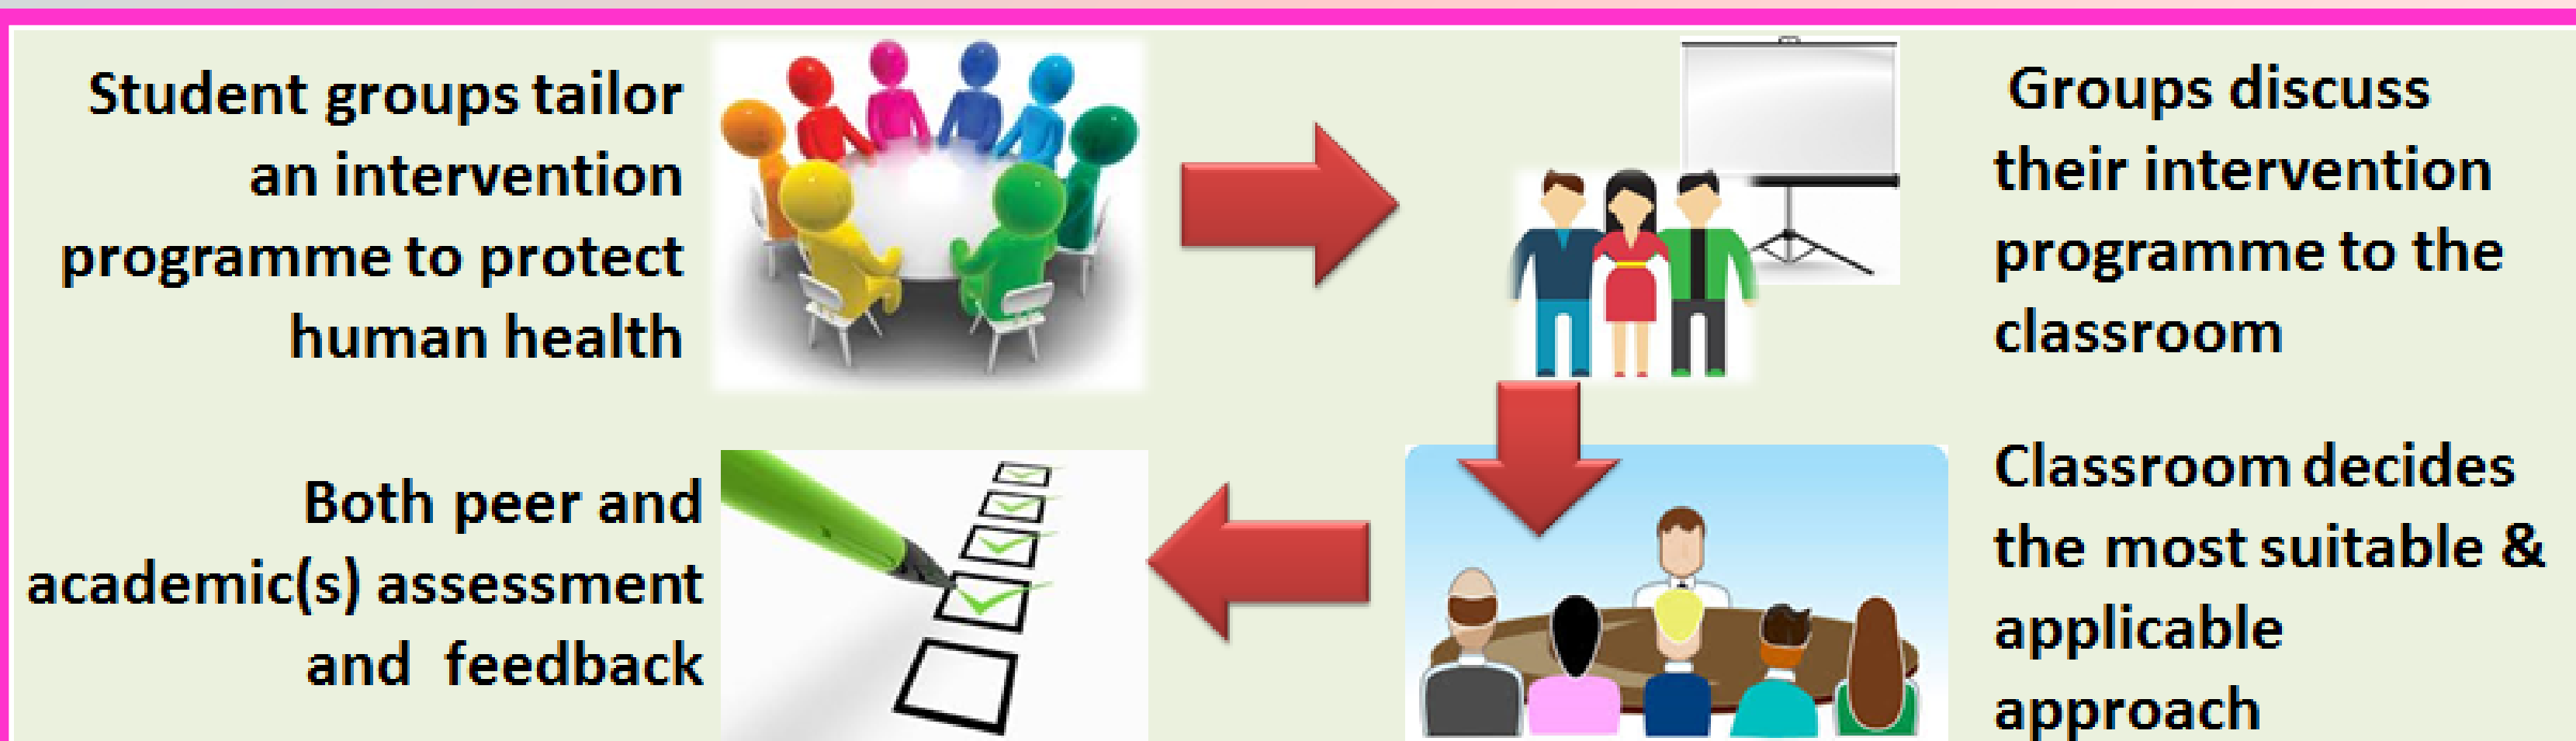 Student groups tailor
an intervention
programme to protect
human health
Groups discuss
their intervention
programme to the
classroom
Classroom decides
the most suitable &
applicable
approach
Both peer and
academic(s) assessment
and feedback